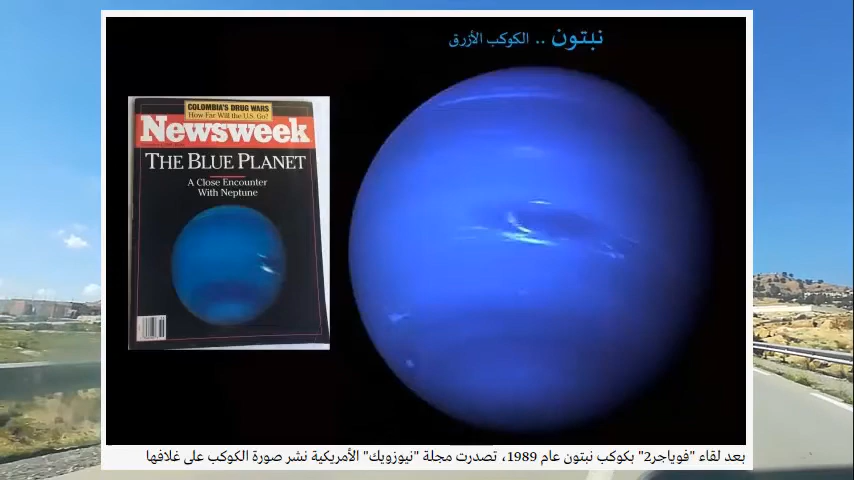 نبتون .. الكوكب الأزرق
COLOMBIA'S DRUG WARS
How Far Will the U.S. Go?
Newsweek
THE BLUE PLANET
A Close Encounter
With Neptune
بعد لقاء "فوياجر2" بكوكب نبتون عام 1989، تصدرت مجلة "نيوزويك" الأمريكية نشر صورة الكوكب على غلافها